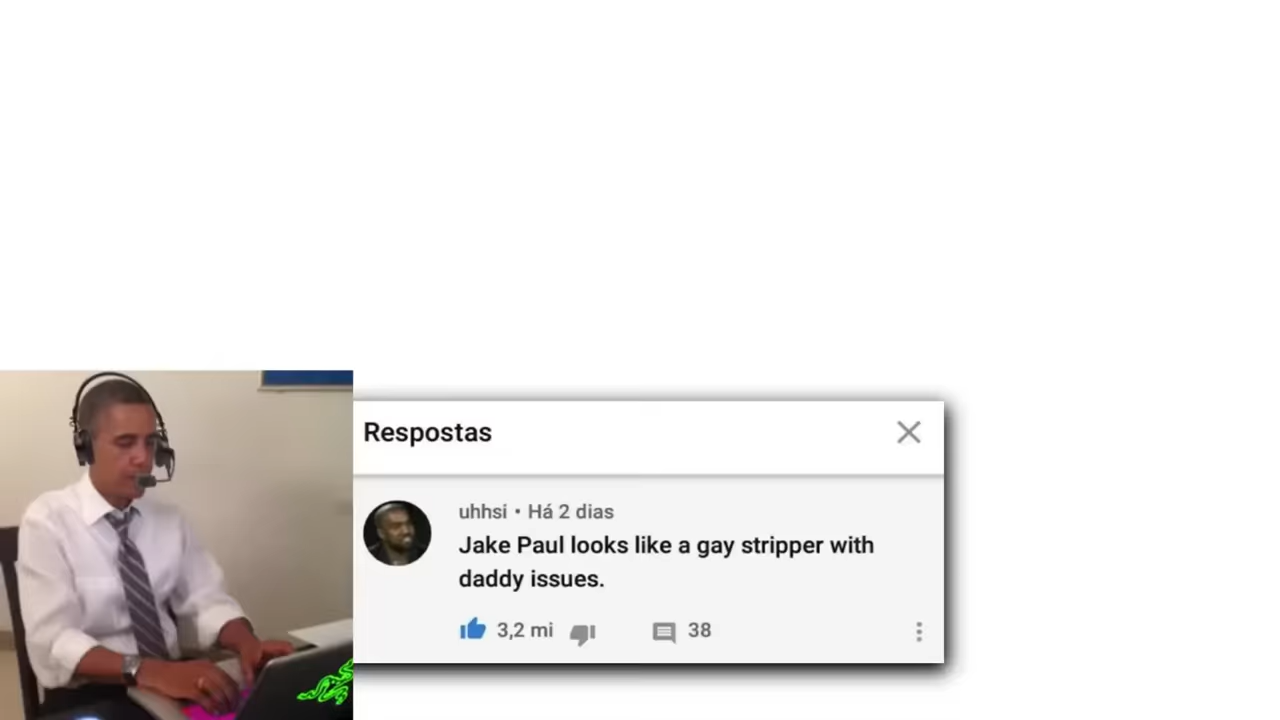 Respostas
uhhsi • Há 2 dias
Jake Paul looks like a gay stripper with
daddy issues.
3,2 mi 38